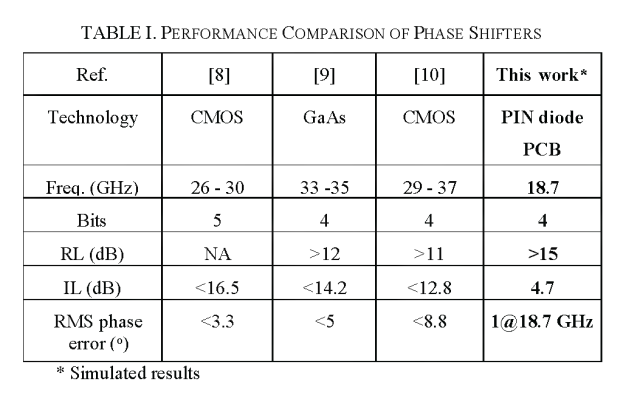 TABLE I. PERFORMANCE COMPARISON OF PHASE SHIFTERS
Ref. [8] [9] [10] This work*
Technology CMOS GaAs CMOS PIN diode
PCB
Freq. (GHz) 26 - 30 33 -35 29 - 37 18.7
Bits 5 4 4 4
RL (dB) NA >12 >11 >15
IL (dB) <16.5 <14.2 <12.8 4.7
RMS phase <3.3 <5 <8.8 1@18.7 GHz
error (°)
* Simulated results